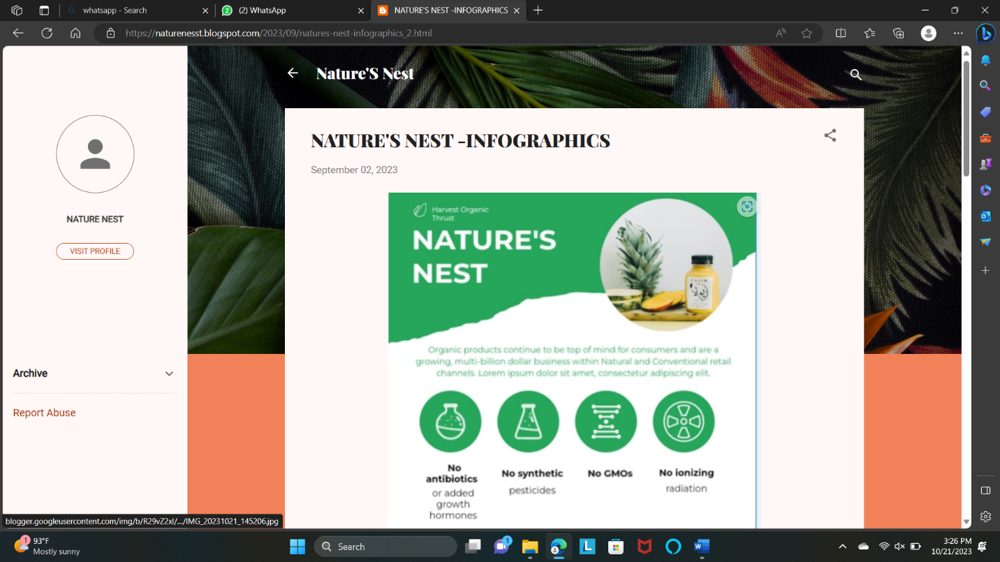 whatsapp - Search
(2) WhatsApp
NATURE'S NEST -INFOGRAPHICS
https://naturenesst.blogspot.com/2023/09/natures-nest-infographics_2.html
Nature'S Nest
NATURE NEST
VISIT PROFILE
Archive
Report Abuse
NATURE'S NEST -INFOGRAPHICS
September 02, 2023
Harvest Organic
Thrust
NATURE'S
NEST
Organic products continue to be top of mind for consumers and are a
growing, multi-billion dollar business within Natural and Conventional retail
channels. Lorem ipsum dolor sit amet, consectetur adipiscing elit.
No
antibiotics
or added
growth
hormones
No synthetic
pesticides
No GMOs
No ionizing
radiation
blogger.googleusercontent.com/img/b/R29vZ2xl/.../IMG_20231021_145206.jpg
1
93°F
Mostly sunny
Search
1
3:26 PM
10/21/2023